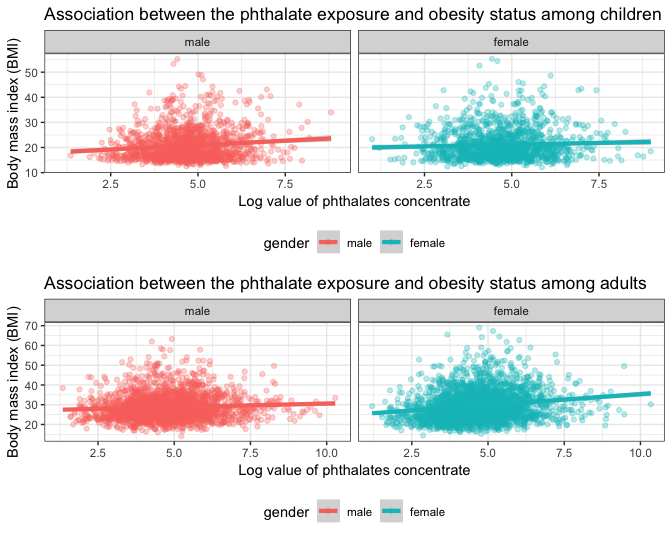 Association between the phthalate exposure and obesity status among children
male female
Body mass index (BMI)
50
40
30
20
10
2.5 5.0 7.5 2.5 5.0 7.5
Log value of phthalates concentrate
gender male female
Association between the phthalate exposure and obesity status among adults
male female
Body mass index (BMI)
70
60
50
40
30
20
2.5 5.0 7.5 10.0 2.5 5.0 7.5 10.0
Log value of phthalates concentrate
gender male female